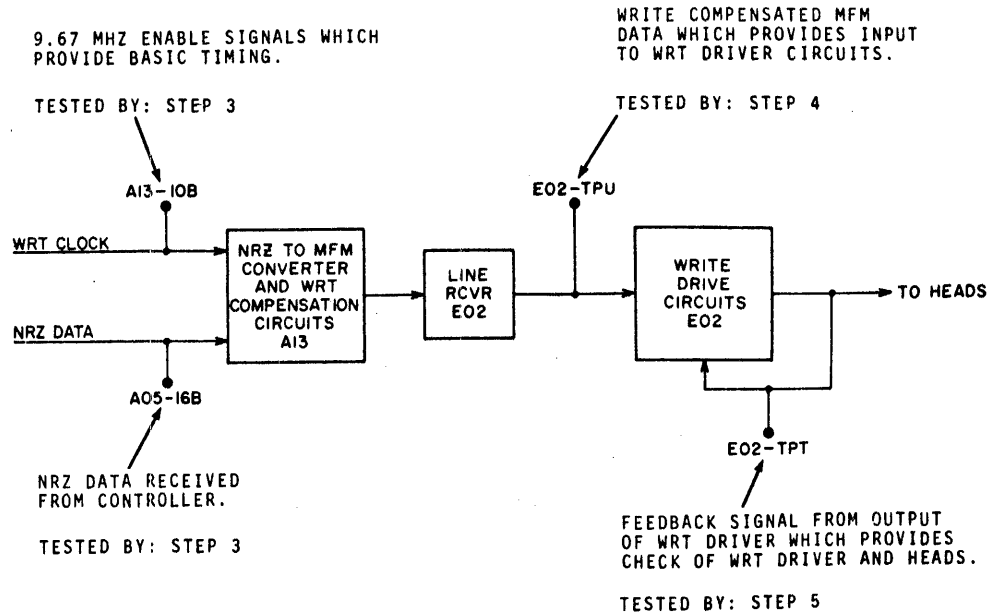 9.67 MHZ ENABLE SIGNALS WHICH
PROVIDE BASIC TIMING.
TESTED BY: STEP 3
WRITE COMPENSATED MFM
DATA WHICH PROVIDES INPUT
TO WRT DRIVER CIRCUITS.
TESTED BY: STEP 4
A13-10B
E02-TPU
WRT CLOCK
NRZ TO MFM
CONVERTER
AND WRT
COMPENSATION
CIRCUITS
A13
LINE
RCVR
E02
WRITE
DRIVE
CIRCUITS
E02
TO HEADS
NRZ DATA
A05-16B
E02-TPT
NRZ DATA RECEIVED
FROM CONTROLLER.
TESTED BY: STEP 3
FEEDBACK SIGNAL FROM OUTPUT
OF WRT DRIVER WHICH PROVIDES
CHECK OF WRT DRIVER AND HEADS.
TESTED BY: STEP 5